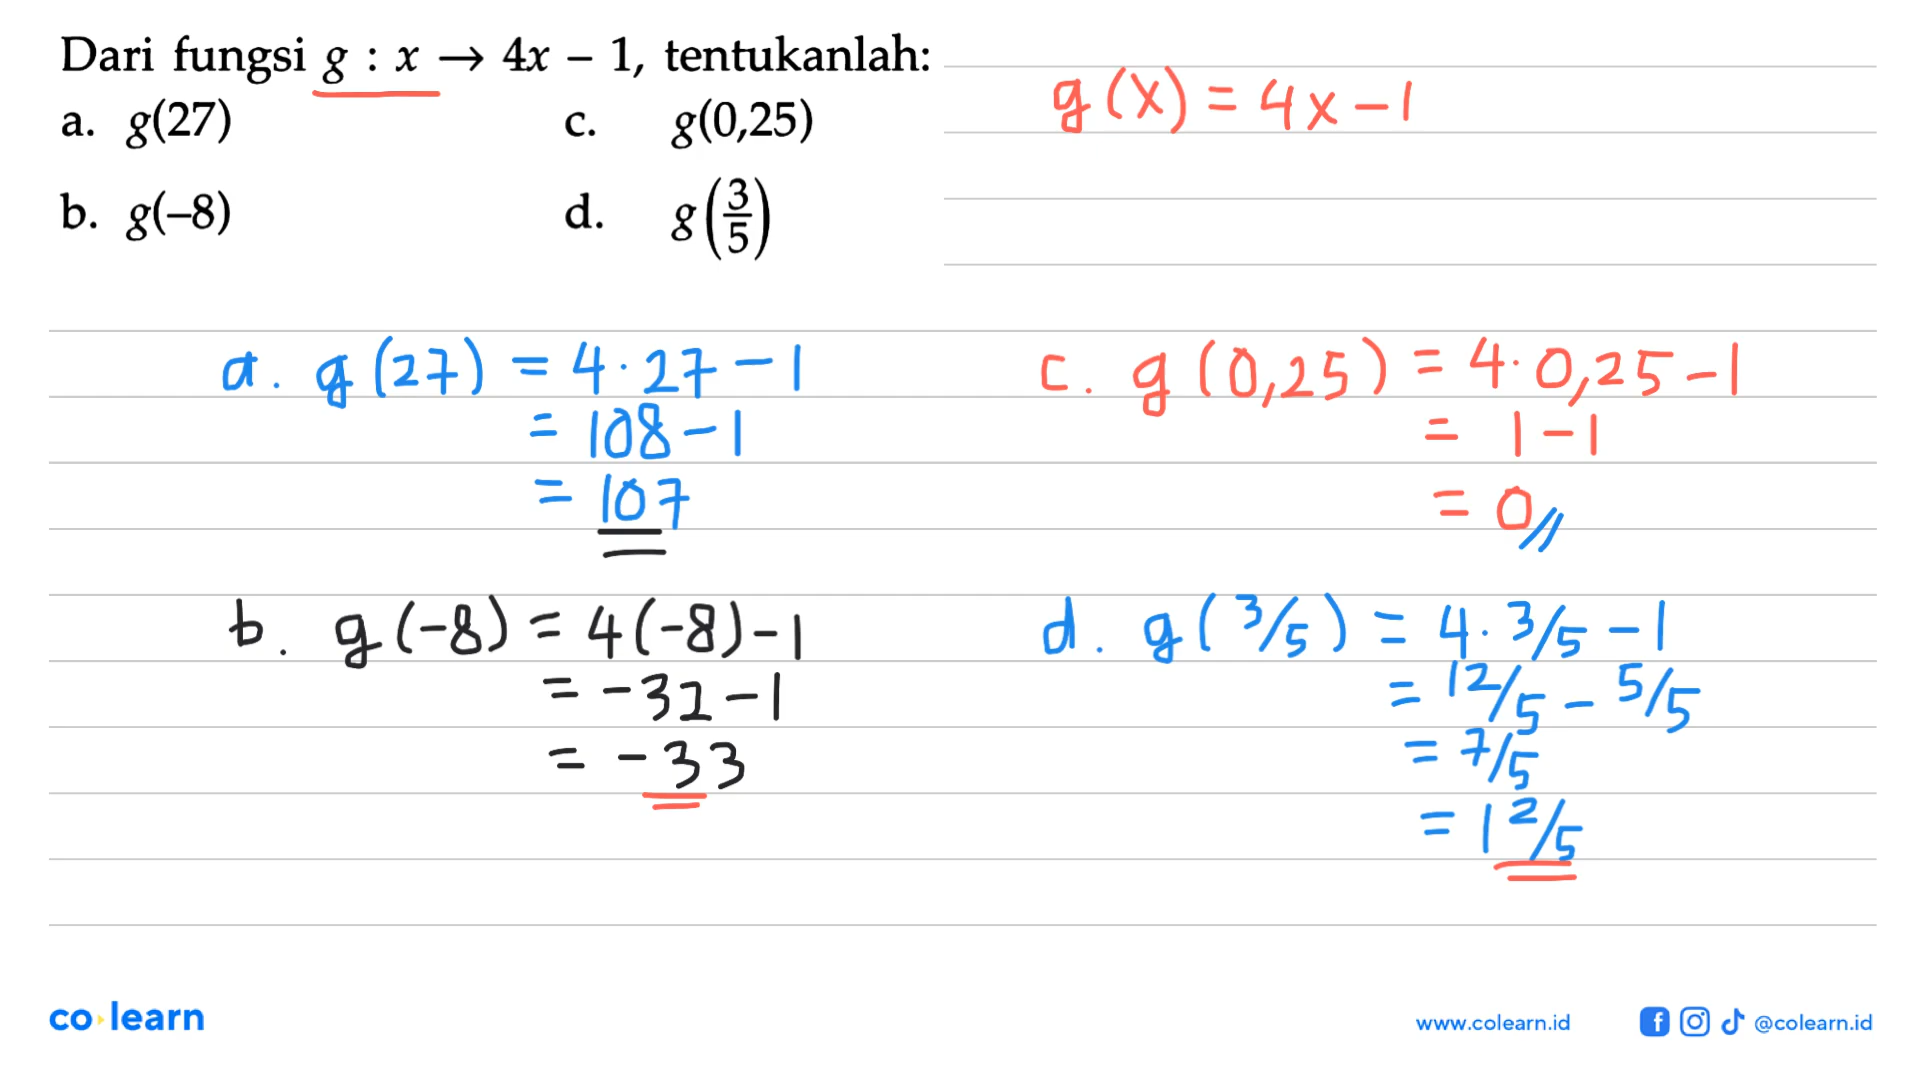 Dari fungsi g : x → 4x – 1, tentukanlah:
a. g(27) c. g(0,25)
b. g(–8) d. g(3/5)
g(x) = 4x – 1
a. g(27) = 4 · 27 – 1
= 108 – 1
= 107
b. g(-8) = 4(-8) – 1
= -32 – 1
= -33
c. g(0,25) = 4 · 0,25 – 1
= 1 – 1
= 0
d. g(3/5) = 4 · 3/5 – 1
= 12/5 – 5/5
= 7/5
= 1 2/5
co learn
www.colearn.id @colearn.id